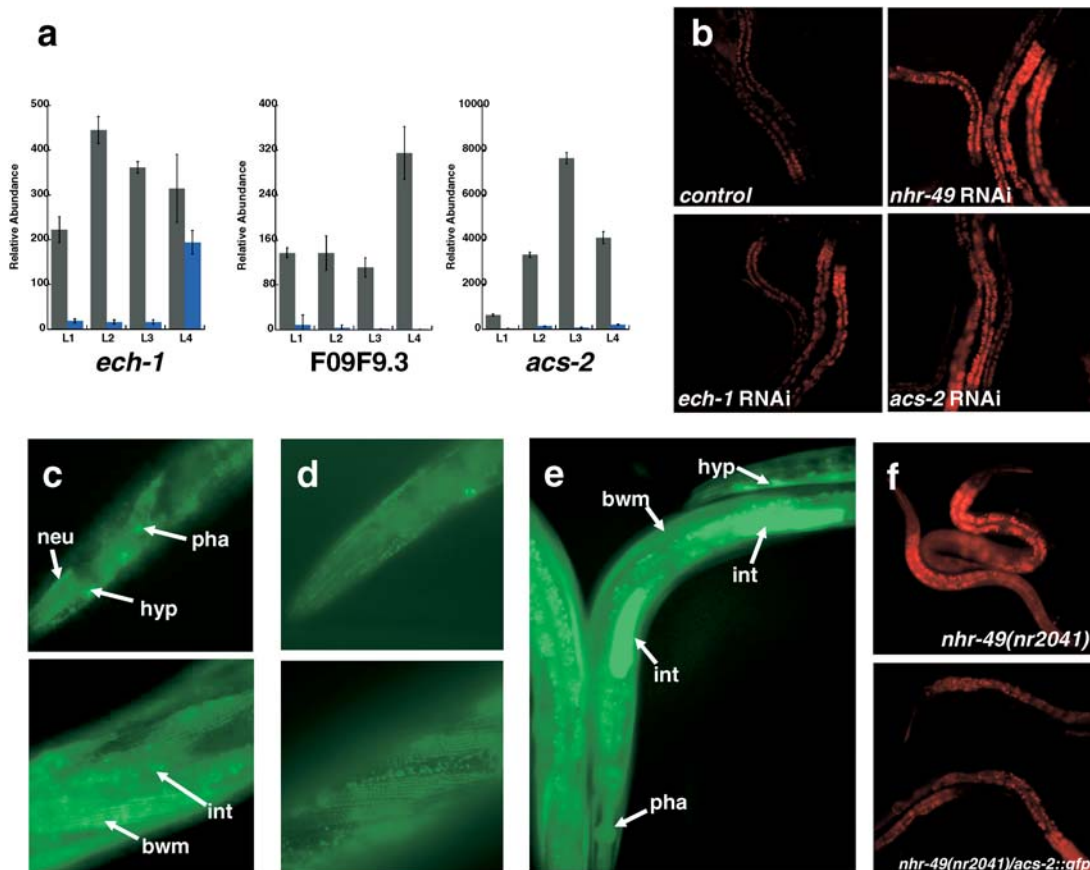 a
500
400
300
200
100
0
Relative Abundance
L1 L2 L3 L4
ech-1
400
320
240
160
80
0
Relative Abundance
L1 L2 L3 L4
F09F9.3
10000
8000
6000
4000
2000
0
Relative Abundance
L1 L2 L3 L4
acs-2
b
control
nhr-49 RNAi
ech-1 RNAi
acs-2 RNAi
c
neu
pha
hyp
int
bwm
d
e
hyp
bwm
int
int
pha
f
nhr-49(nr2041)
nhr-49(nr2041)/acs-2::gfp